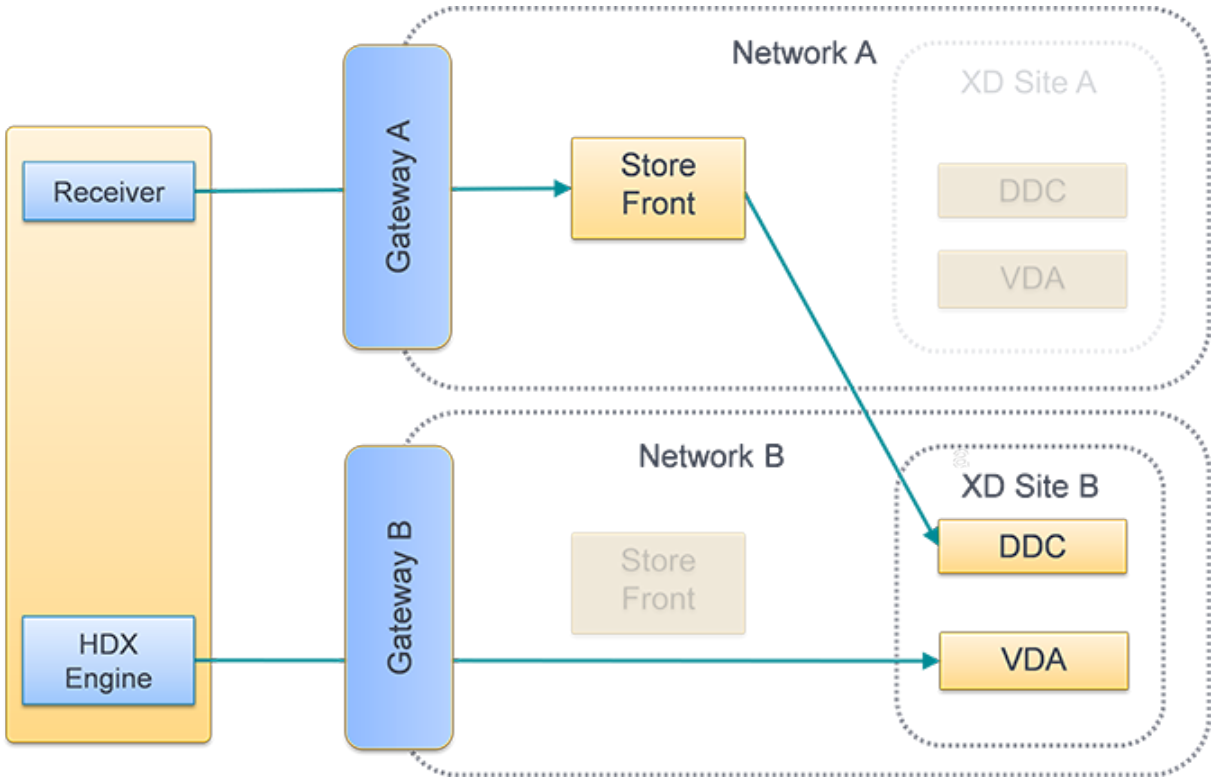 Network A
XD Site A
Receiver
Gateway A
Store
Front
DDC
VDA
Network B
XD Site B
HDX
Engine
Gateway B
Store
Front
DDC
VDA